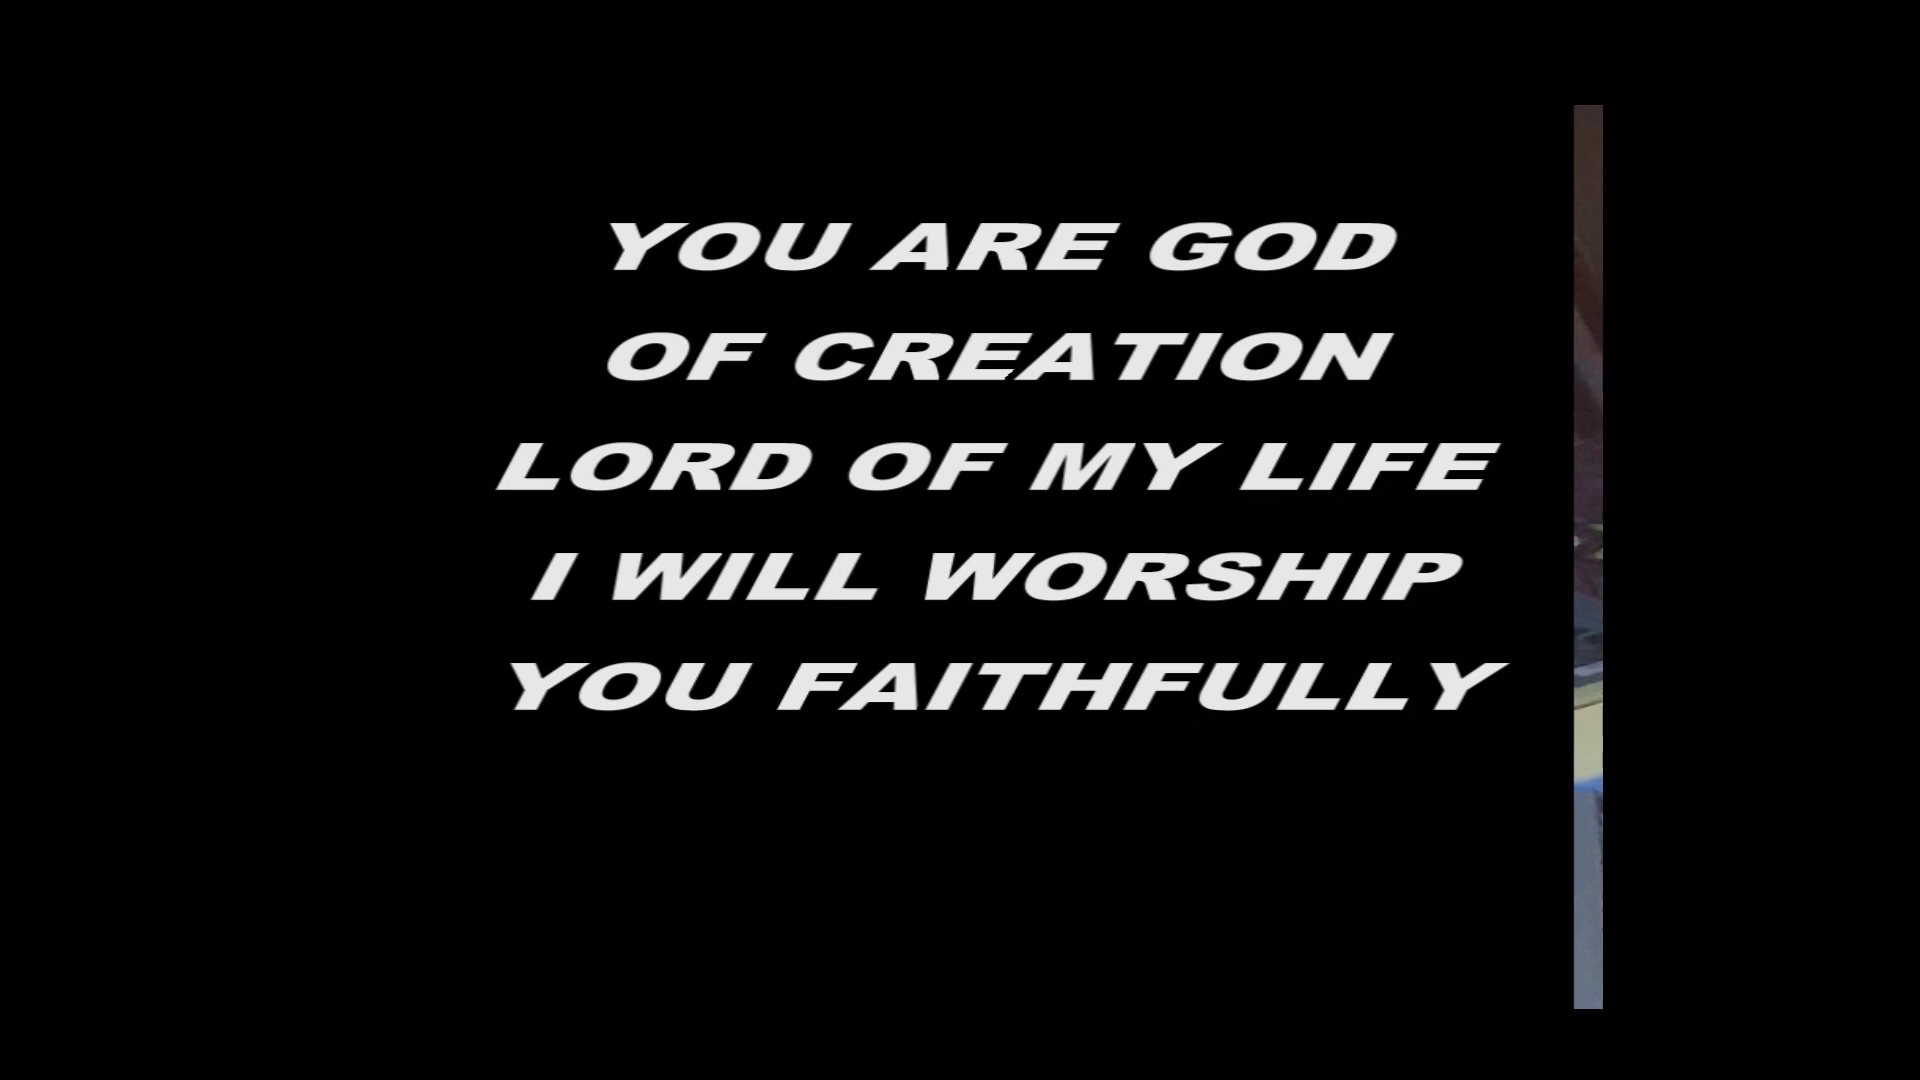 YOU ARE GOD
OF CREATION
LORD OF MY LIFE
I WILL WORSHIP
YOU FAITHFULLY